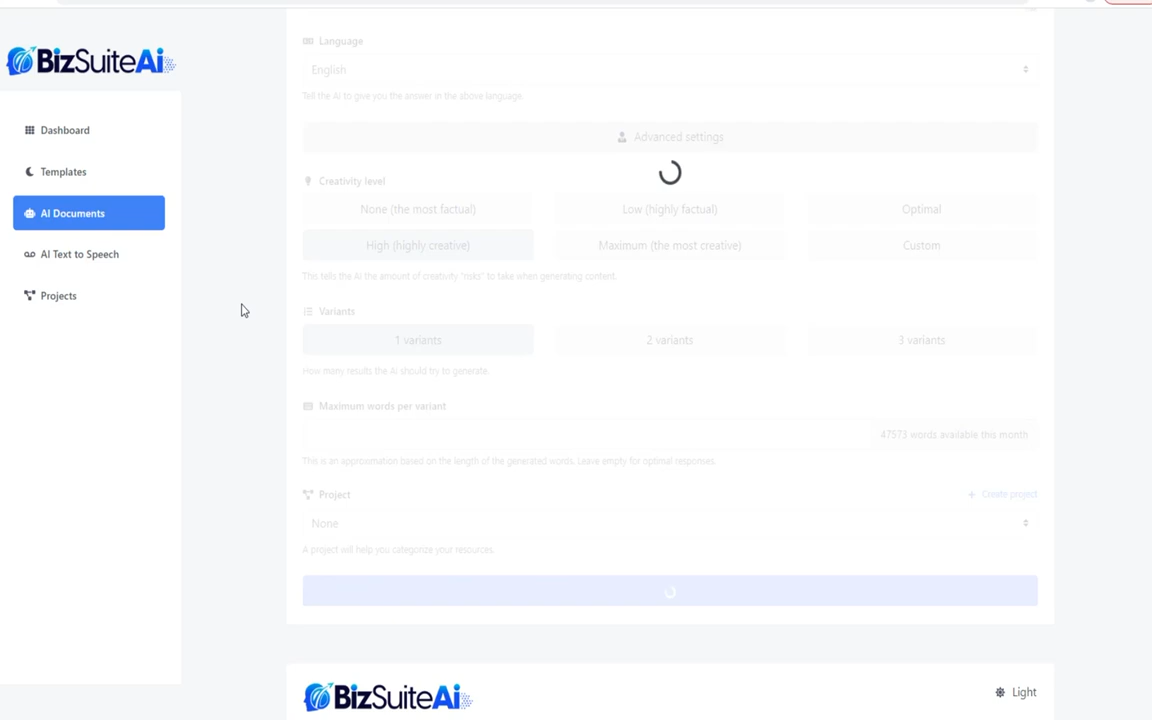 BizSuiteAi
Dashboard
Templates
AI Documents
AI Text to Speech
Projects
Language
English
Tell the AI to give you the answer in the above language.
Advanced settings
Creativity level
None (the most factual)
Low (highly factual)
Optimal
High (highly creative)
Maximum (the most creative)
Custom
This tells the AI the amount of creativity "risks" to take when generating content.
Variants
1 variants
2 variants
3 variants
How many results the AI should try to generate.
Maximum words per variant
47573 words available this month
This is an approximation based on the length of the generated words. Leave empty for optimal responses.
Project
+ Create project
None
A project will help you categorize your resources.
BizSuiteAi
Light